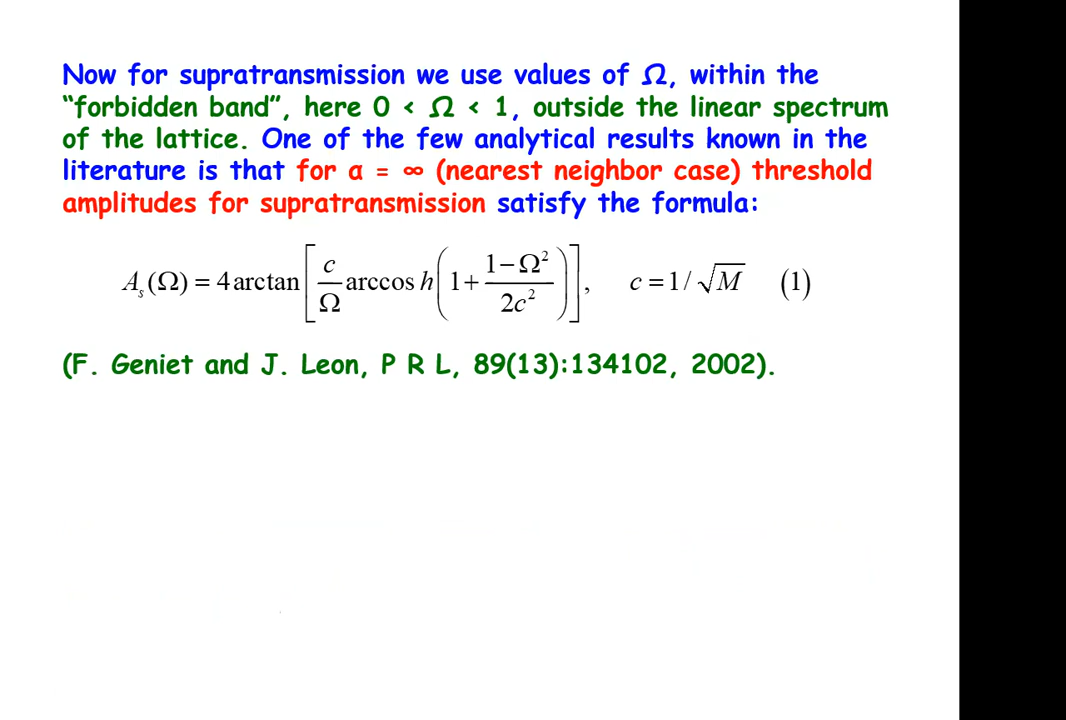 Now for supratransmission we use values of Ω, within the
“forbidden band”, here 0 < Ω < 1, outside the linear spectrum
of the lattice. One of the few analytical results known in the
literature is that for α = ∞ (nearest neighbor case) threshold
amplitudes for supratransmission satisfy the formula:
A_s(Ω) = 4 arctan[ c/Ω arccos h( 1 + (1 − Ω²)/(2c²) ) ], c = 1/√M (1)
(F. Geniet and J. Leon, P R L, 89(13):134102, 2002).